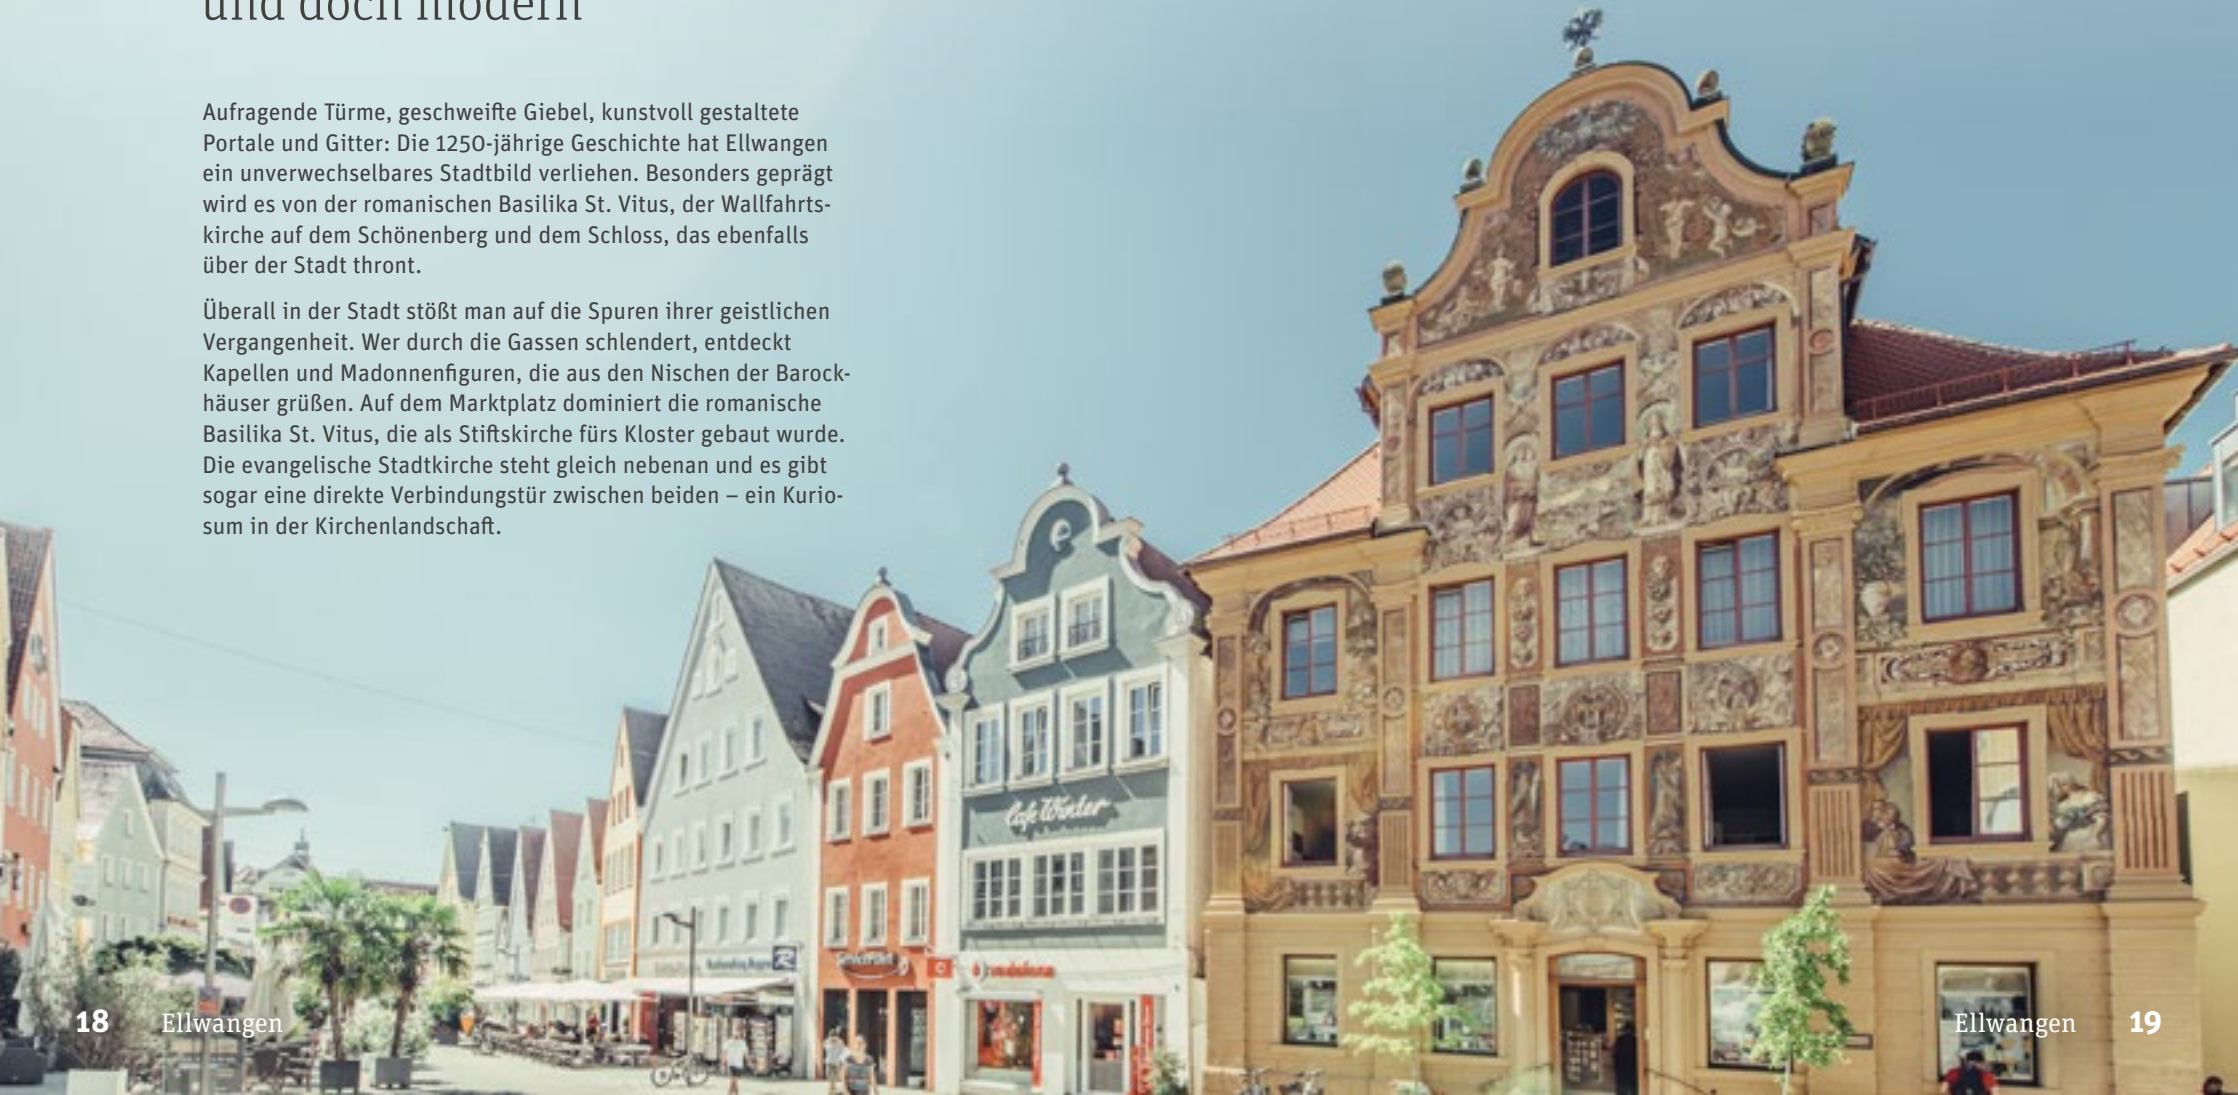 und doch modern
Aufragende Türme, geschweifte Giebel, kunstvoll gestaltete
Portale und Gitter: Die 1250-jährige Geschichte hat Ellwangen
ein unverwechselbares Stadtbild verliehen. Besonders geprägt
wird es von der romanischen Basilika St. Vitus, der Wallfahrts-
kirche auf dem Schönenberg und dem Schloss, das ebenfalls
über der Stadt thront.
Überall in der Stadt stößt man auf die Spuren ihrer geistlichen
Vergangenheit. Wer durch die Gassen schlendert, entdeckt
Kapellen und Madonnenfiguren, die aus den Nischen der Barock-
häuser grüßen. Auf dem Marktplatz dominiert die romanische
Basilika St. Vitus, die als Stiftskirche fürs Kloster gebaut wurde.
Die evangelische Stadtkirche steht gleich nebenan und es gibt
sogar eine direkte Verbindungstür zwischen beiden – ein Kurio-
sum in der Kirchenlandschaft.
e
Cafe Winter
R
vodafone
18 Ellwangen
Ellwangen 19